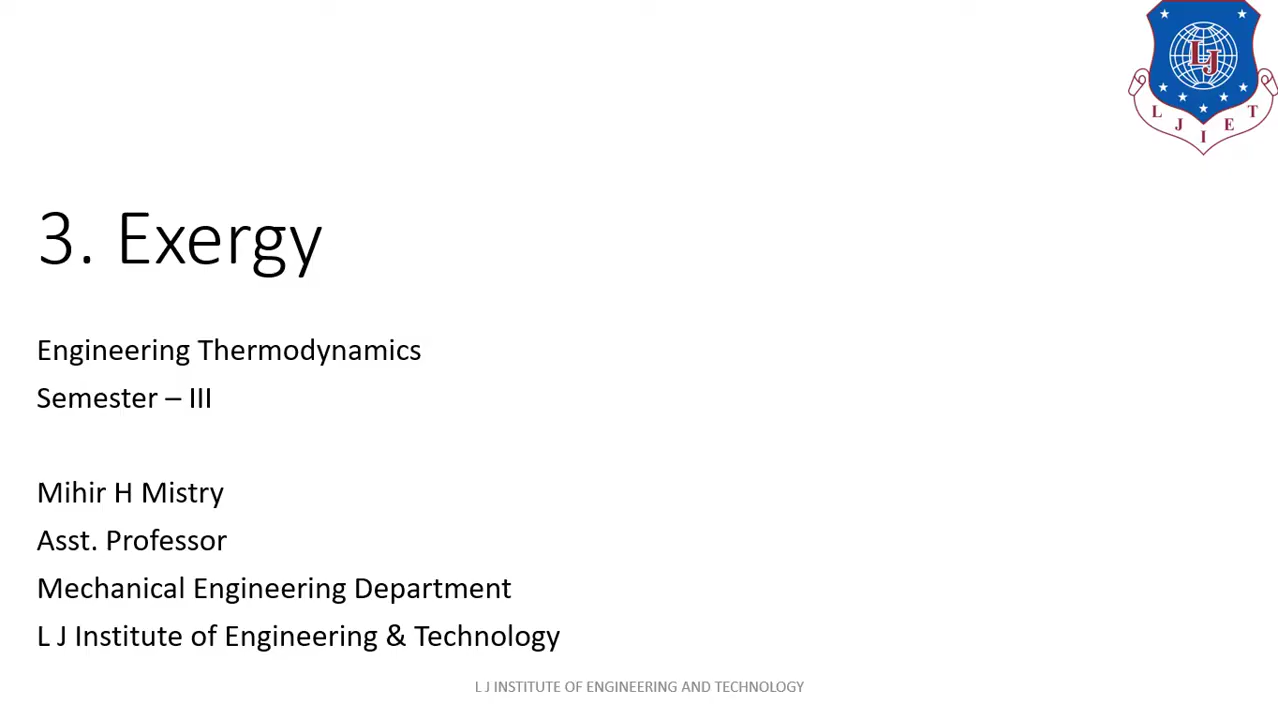 LJ
L J I E T
3. Exergy
Engineering Thermodynamics
Semester – III
Mihir H Mistry
Asst. Professor
Mechanical Engineering Department
L J Institute of Engineering & Technology
L J INSTITUTE OF ENGINEERING AND TECHNOLOGY